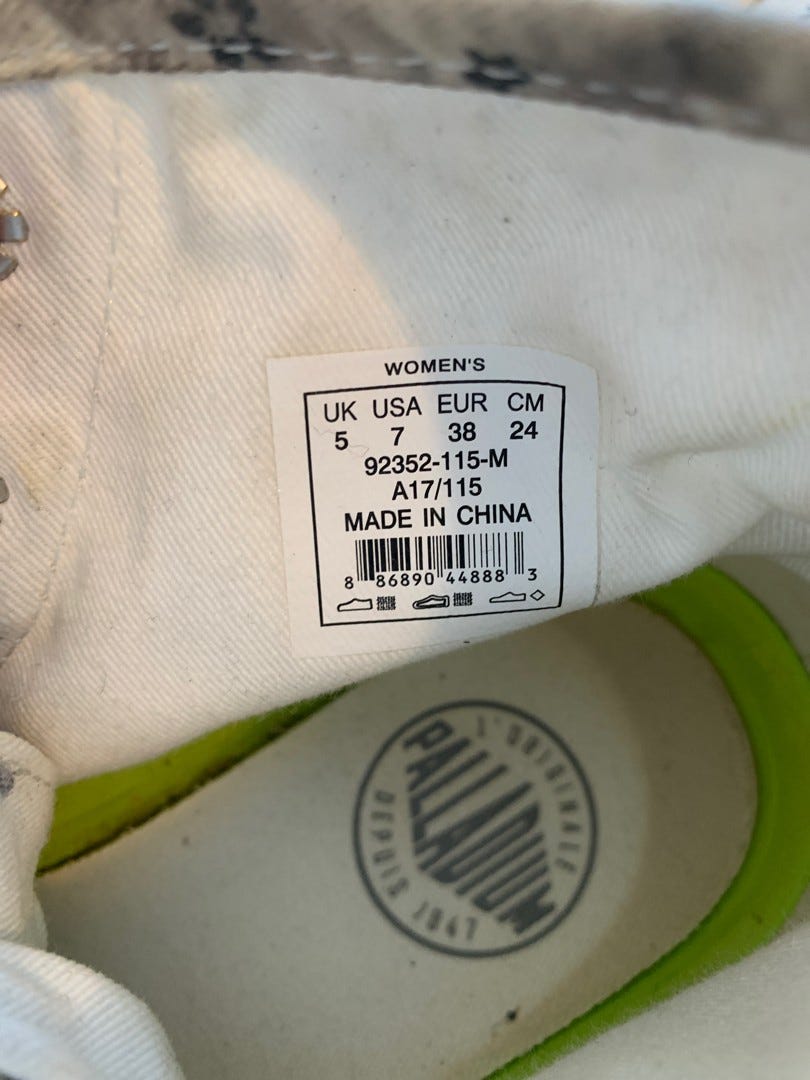 WOMEN'S
UK USA EUR CM
5 7 38 24
92352-115-M
A17/115
MADE IN CHINA
8 86890 44888 3
L'ORIGINALE
PALLADIUM
DEPUIS 1947